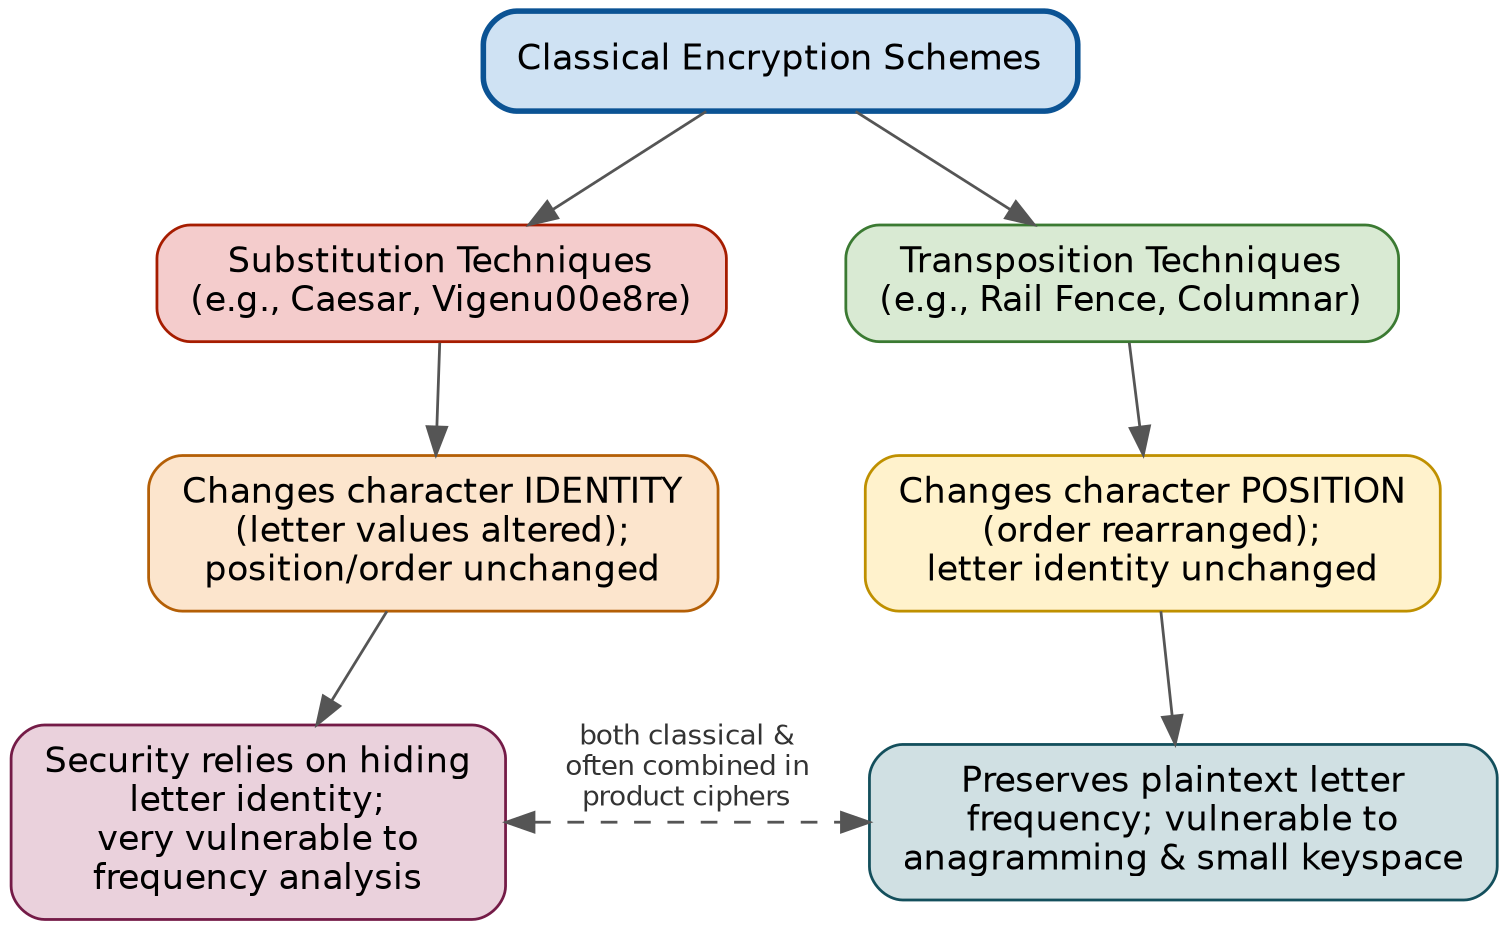 Classical Encryption Schemes
Substitution Techniques
(e.g., Caesar, Vigenu00e8re)
Transposition Techniques
(e.g., Rail Fence, Columnar)
Changes character IDENTITY
(letter values altered);
position/order unchanged
Changes character POSITION
(order rearranged);
letter identity unchanged
Security relies on hiding
letter identity;
very vulnerable to
frequency analysis
both classical &
often combined in
product ciphers
Preserves plaintext letter
frequency; vulnerable to
anagramming & small keyspace